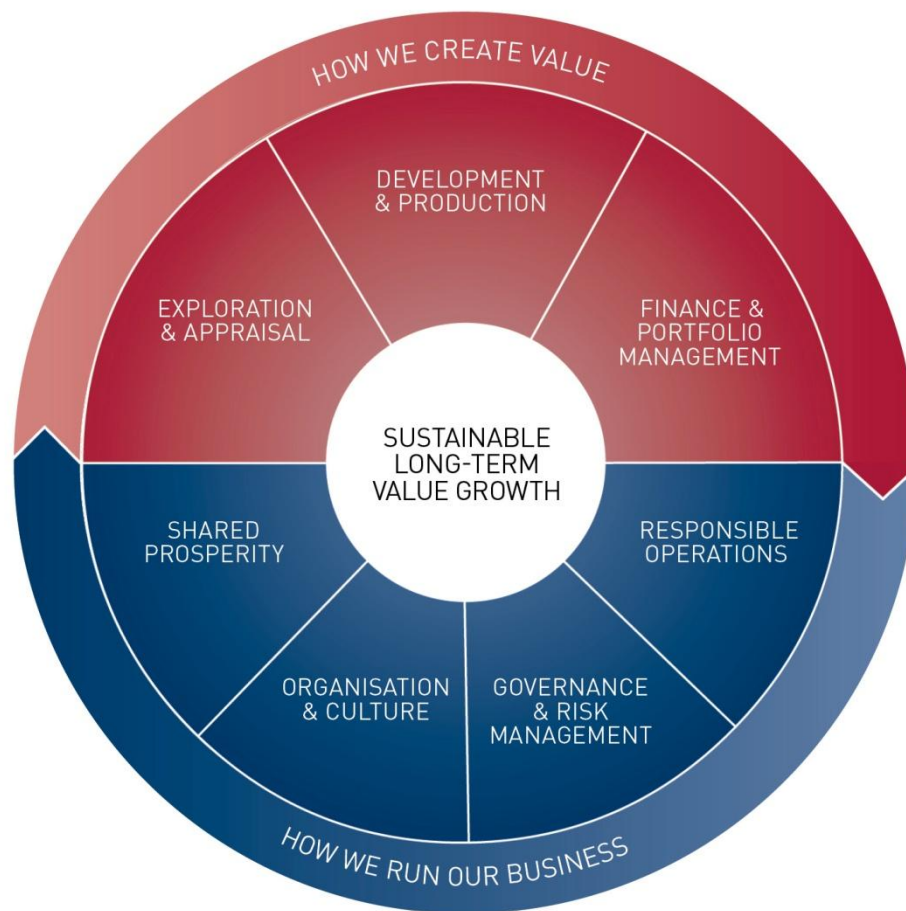 HOW WE CREATE VALUE
DEVELOPMENT
& PRODUCTION
EXPLORATION
& APPRAISAL
FINANCE &
PORTFOLIO
MANAGEMENT
SUSTAINABLE
LONG-TERM
VALUE GROWTH
SHARED
PROSPERITY
RESPONSIBLE
OPERATIONS
ORGANISATION
& CULTURE
GOVERNANCE
& RISK
MANAGEMENT
HOW WE RUN OUR BUSINESS